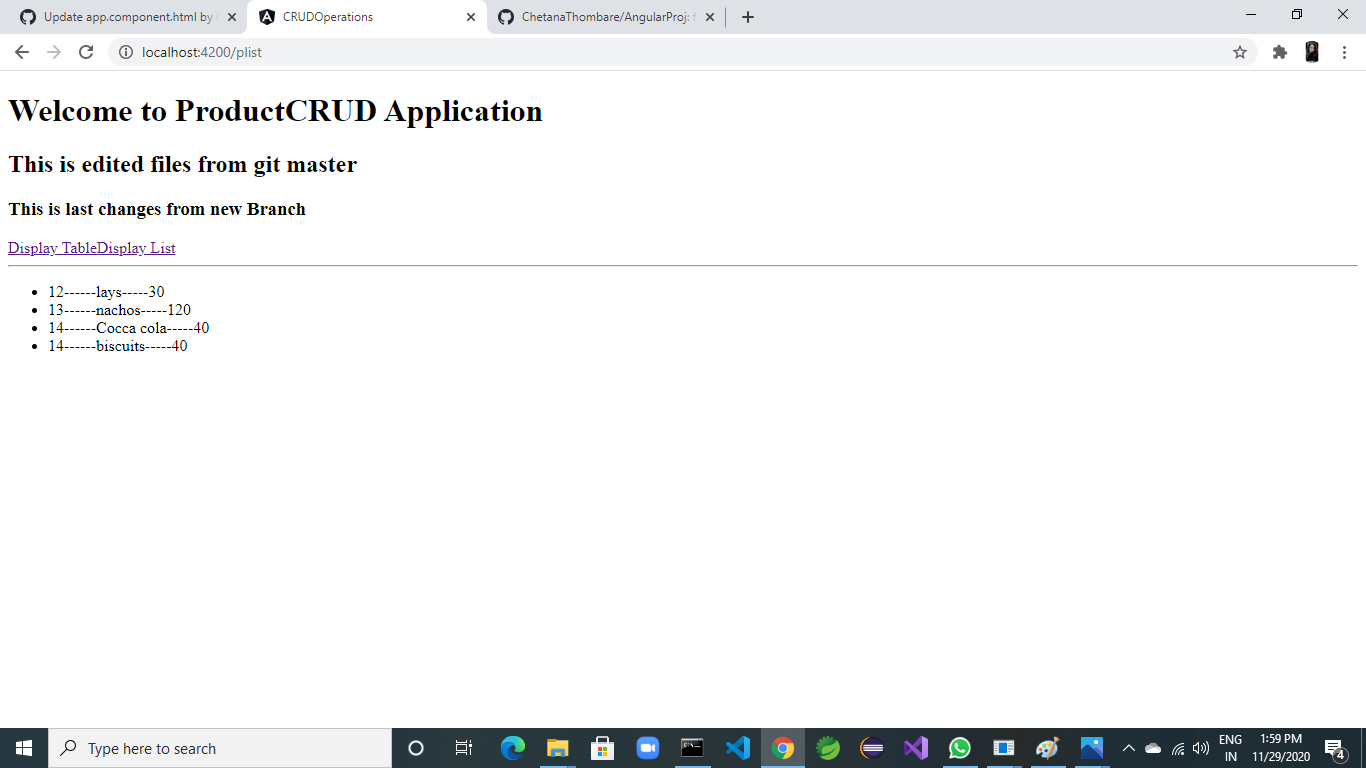 Update app.component.html by
CRUDOperations
ChetanaThombare/AngularProj:
localhost:4200/plist
Welcome to ProductCRUD Application
This is edited files from git master
This is last changes from new Branch
Display TableDisplay List
12------lays-----30
13------nachos-----120
14------Cocca cola-----40
14------biscuits-----40
Type here to search
ENG
IN
1:59 PM
11/29/2020
4